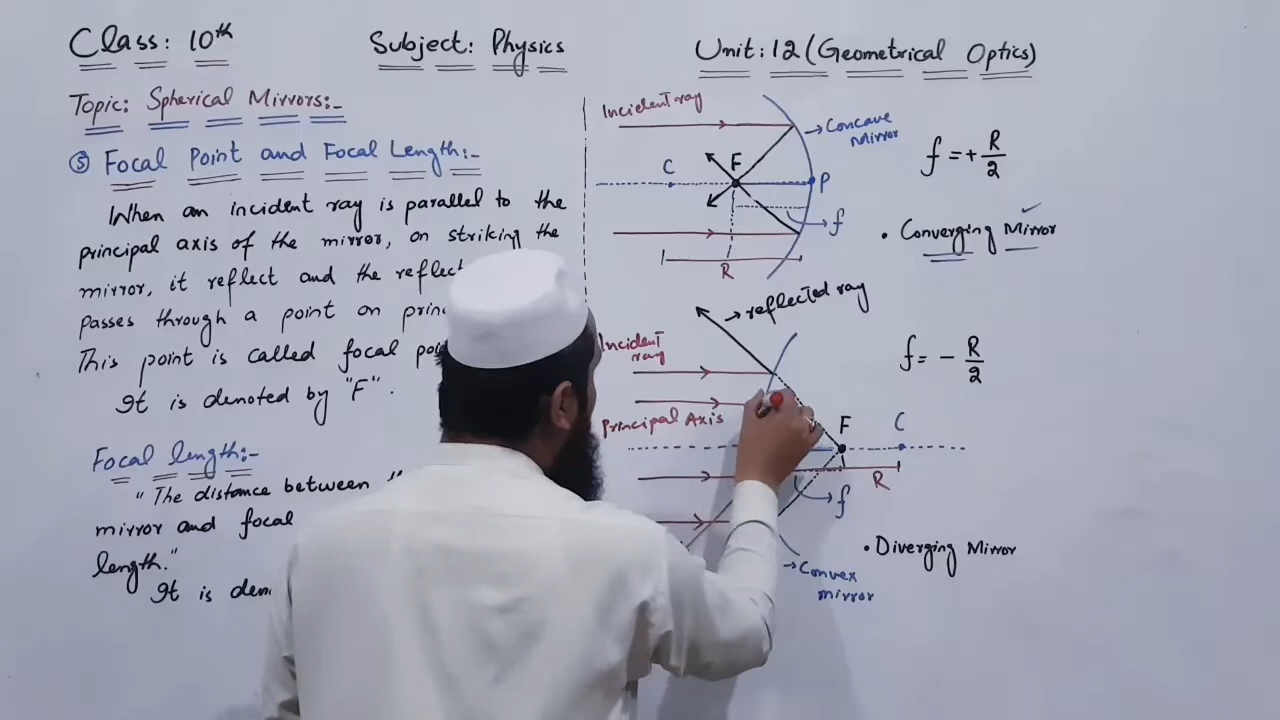 Class: 10th Subject: Physics Unit: 12 (Geometrical Optics)
Topic: Spherical Mirrors:-
⑤ Focal Point and Focal Length:-
When an incident ray is parallel to the
principal axis of the mirror, on striking the
mirror, it reflect and the reflect
passes through a point on prin
This point is called focal poi
It is denoted by "F".
Focal length:-
"The distance between
mirror and focal
length."
It is den
Incident ray
→Concave
Mirror
C
F
P
f
R
f = + R/2
• Converging Mirror ✓
→reflected ray
Incident
ray
Principal Axis
F
C
R
f
→Convex
mirror
f = - R/2
• Diverging Mirror